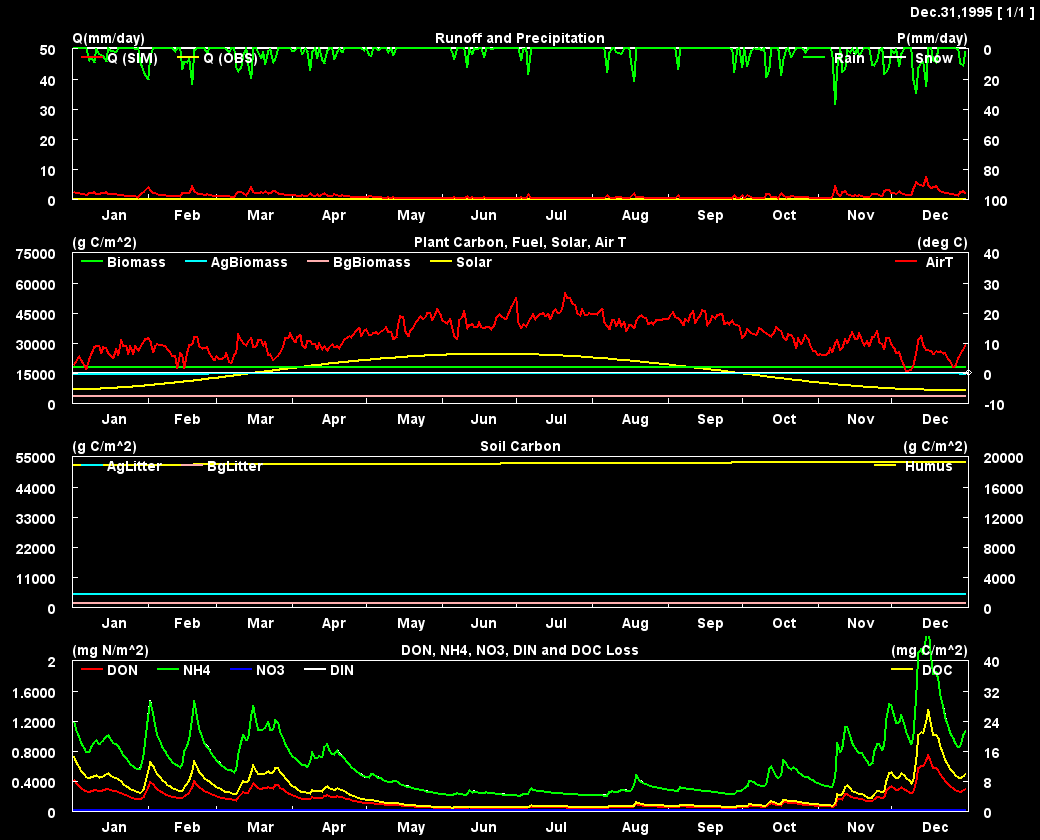 Dec.31,1995 [ 1/1 ]
Q(mm/day) Runoff and Precipitation P(mm/day)
50 0
Q (SIM) Q (OBS) Rain Snow
40 20
30 40
20 60
10 80
0 100
Jan Feb Mar Apr May Jun Jul Aug Sep Oct Nov Dec
(g C/m^2) Plant Carbon, Fuel, Solar, Air T (deg C)
75000 40
Biomass AgBiomass BgBiomass Solar AirT
60000 30
45000 20
30000 10
15000 0
0 -10
Jan Feb Mar Apr May Jun Jul Aug Sep Oct Nov Dec
(g C/m^2) Soil Carbon (g C/m^2)
55000 20000
AgLitter BgLitter Humus
44000 16000
33000 12000
22000 8000
11000 4000
0 0
Jan Feb Mar Apr May Jun Jul Aug Sep Oct Nov Dec
(mg N/m^2) DON, NH4, NO3, DIN and DOC Loss (mg C/m^2)
2 40
DON NH4 NO3 DIN DOC
1.6000 32
1.2000 24
0.8000 16
0.4000 8
0 0
Jan Feb Mar Apr May Jun Jul Aug Sep Oct Nov Dec